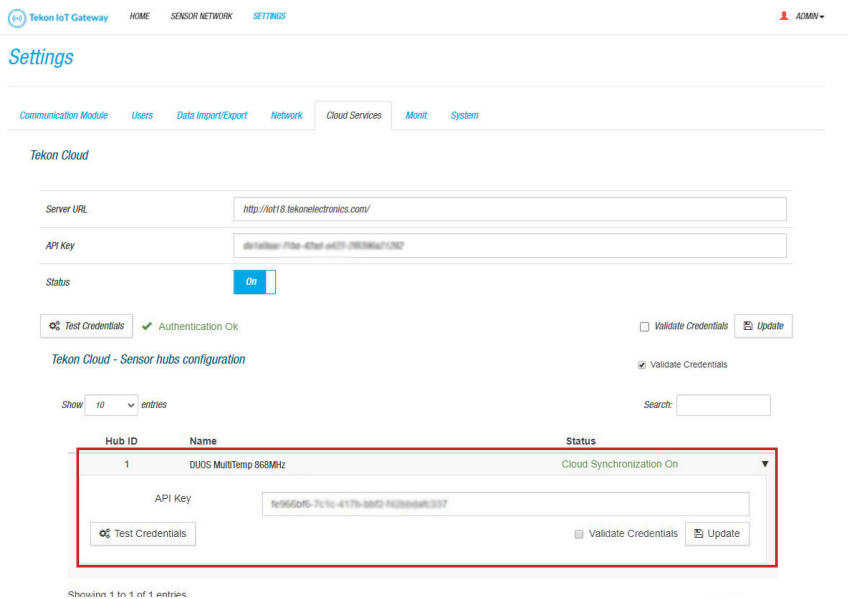 Tekon IoT Gateway HOME SENSOR NETWORK SETTINGS ADMIN
Settings
Communication Module Users Data Import/Export Network Cloud Services Monit System
Tekon Cloud
Server URL http://iot18.tekonelectronics.com/
API Key
Status On
Test Credentials Authentication Ok Validate Credentials Update
Tekon Cloud - Sensor hubs configuration Validate Credentials
Show 10 entries Search:
Hub ID Name Status
1 DUOS MultiTemp 868MHz Cloud Synchronization On
API Key
Test Credentials Validate Credentials Update
Showing 1 to 1 of 1 entries